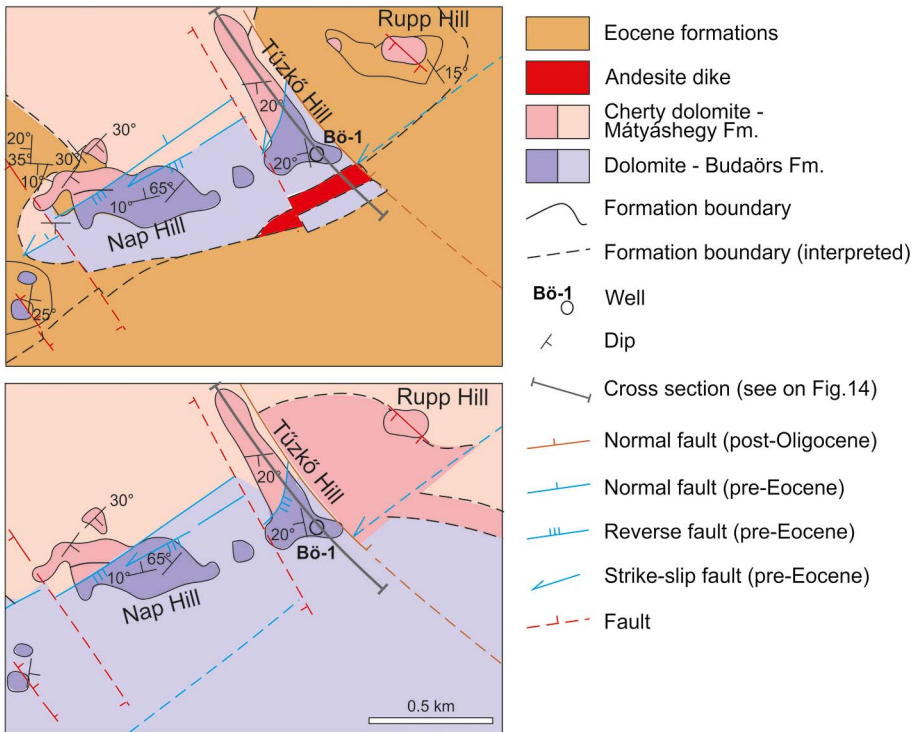 Rupp Hill
15°
Tűzkő Hill
20°
Bö-1
20°
30°
20°
35°
30°
10°
65°
10°
Nap Hill
25°
Rupp Hill
Tűzkő Hill
20°
20°
Bö-1
30°
65°
10°
Nap Hill
0.5 km
Eocene formations
Andesite dike
Cherty dolomite -
Mátyáshegy Fm.
Dolomite - Budaörs Fm.
Formation boundary
Formation boundary (interpreted)
Bö-1
Well
Dip
Cross section (see on Fig.14)
Normal fault (post-Oligocene)
Normal fault (pre-Eocene)
Reverse fault (pre-Eocene)
Strike-slip fault (pre-Eocene)
Fault